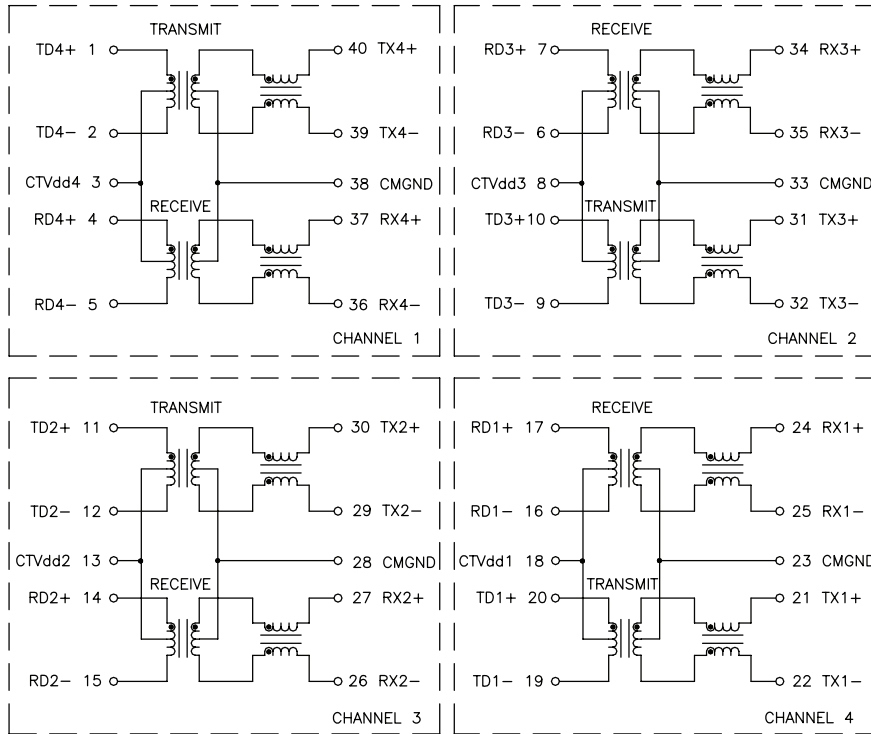 TRANSMIT
TD4+ 1
40 TX4+
TD4− 2
39 TX4−
CTVdd4 3
38 CMGND
RECEIVE
RD4+ 4
37 RX4+
RD4− 5
36 RX4−
CHANNEL 1
RECEIVE
RD3+ 7
34 RX3+
RD3− 6
35 RX3−
CTVdd3 8
33 CMGND
TRANSMIT
TD3+10
31 TX3+
TD3− 9
32 TX3−
CHANNEL 2
TRANSMIT
TD2+ 11
30 TX2+
TD2− 12
29 TX2−
CTVdd2 13
28 CMGND
RECEIVE
RD2+ 14
27 RX2+
RD2− 15
26 RX2−
CHANNEL 3
RECEIVE
RD1+ 17
24 RX1+
RD1− 16
25 RX1−
CTVdd1 18
23 CMGND
TRANSMIT
TD1+ 20
21 TX1+
TD1− 19
22 TX1−
CHANNEL 4